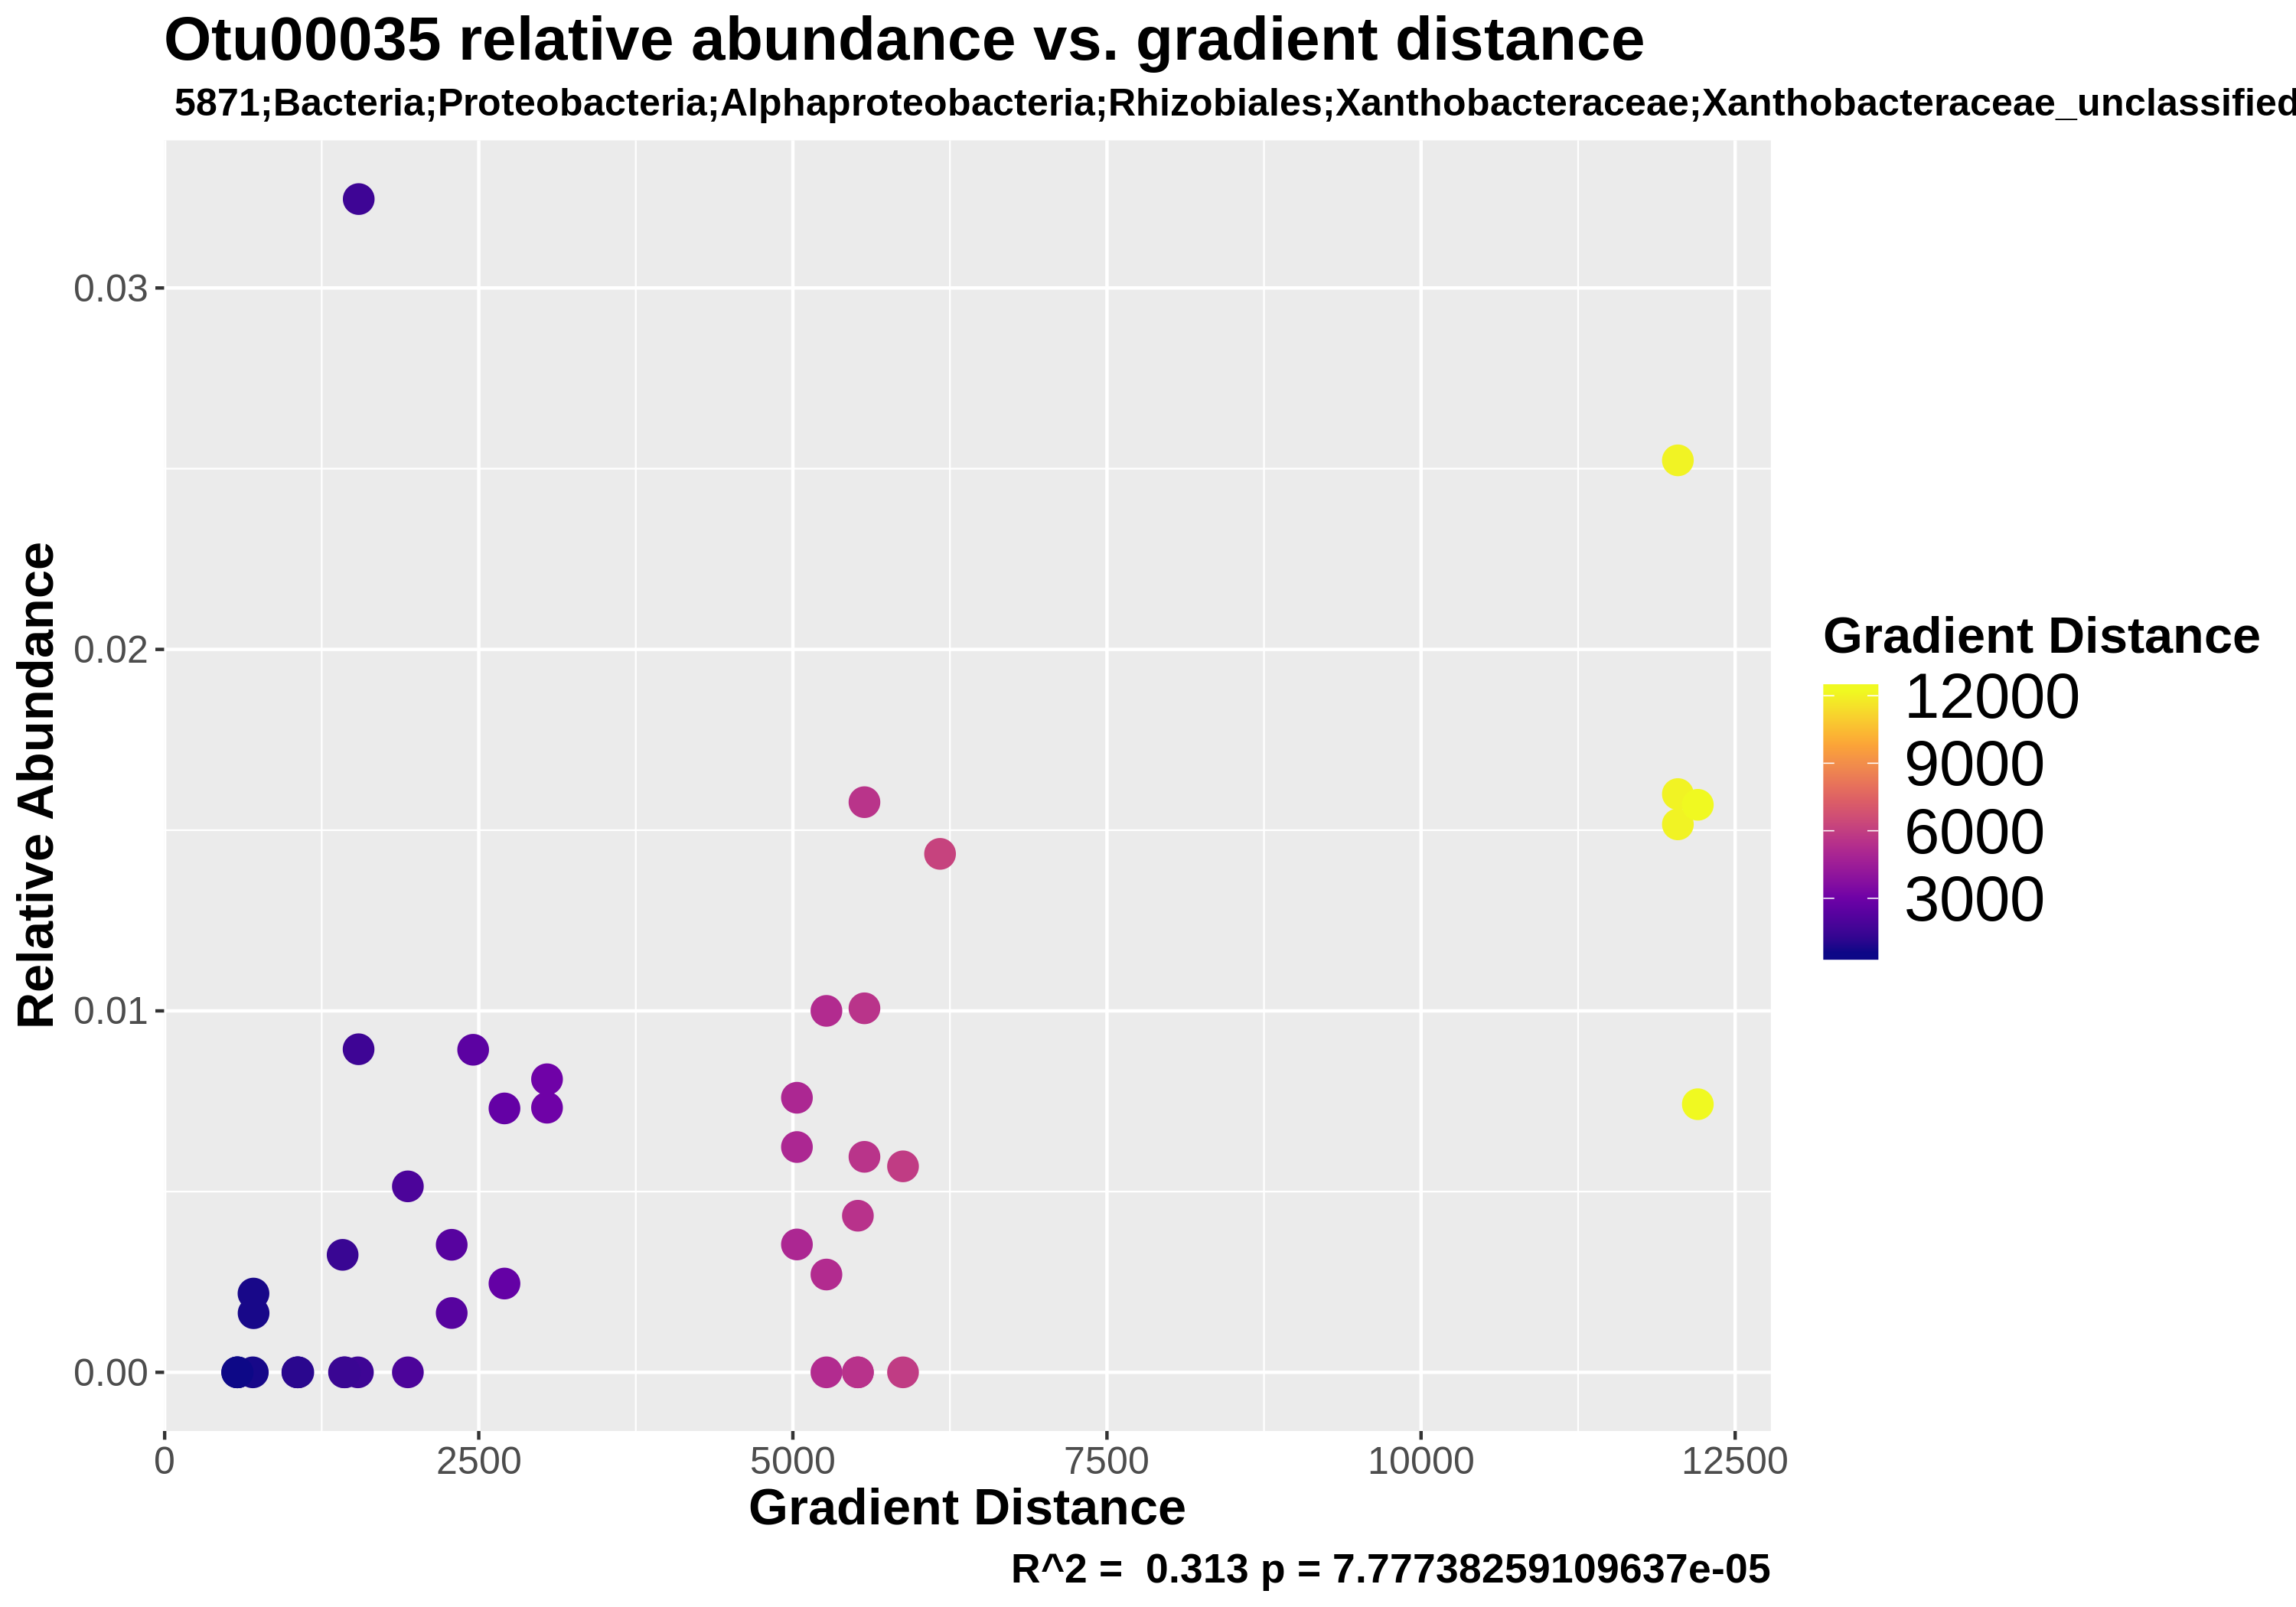 Otu00035 relative abundance vs. gradient distance
5871;Bacteria;Proteobacteria;Alphaproteobacteria;Rhizobiales;Xanthobacteraceae;Xanthobacteraceae_unclassified
0.03
0.02
0.01
0.00
Relative Abundance
0 2500 5000 7500 10000 12500
Gradient Distance
R^2 =  0.313 p = 7.77738259109637e-05
Gradient Distance
12000
9000
6000
3000